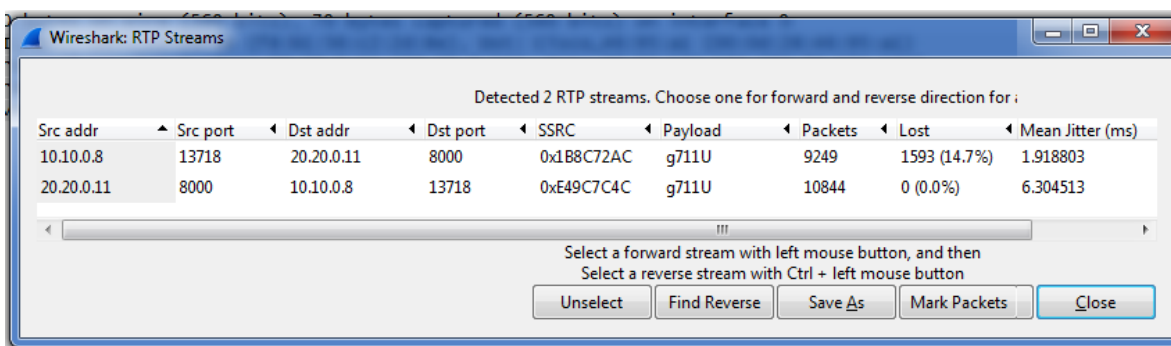 Wireshark: RTP Streams
Detected 2 RTP streams. Choose one for forward and reverse direction for a
Src addr Src port Dst addr Dst port SSRC Payload Packets Lost Mean Jitter (ms)
10.10.0.8 13718 20.20.0.11 8000 0x1B8C72AC g711U 9249 1593 (14.7%) 1.918803
20.20.0.11 8000 10.10.0.8 13718 0xE49C7C4C g711U 10844 0 (0.0%) 6.304513
Select a forward stream with left mouse button, and then
Select a reverse stream with Ctrl + left mouse button
Unselect Find Reverse Save As Mark Packets Close